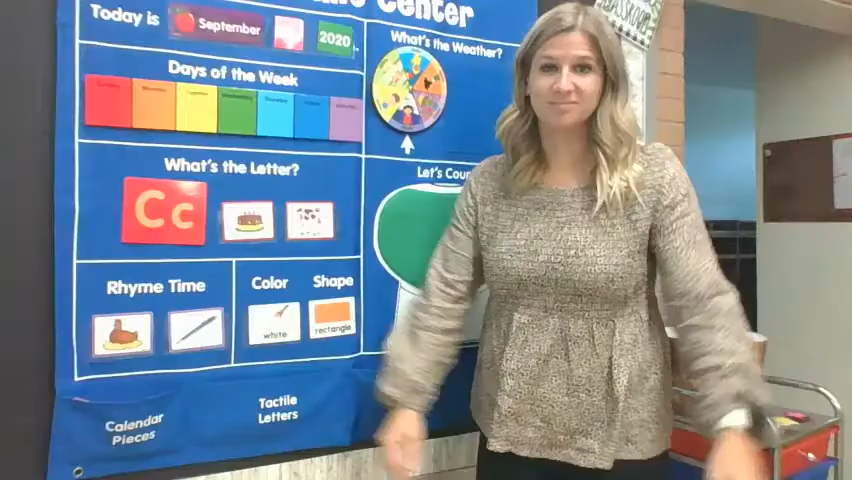 Center
Today is September 2020
What's the Weather?
Days of the Week
What's the Letter?
Let's Coun
Cc
Rhyme Time
Color Shape
white
rectangle
Calendar
Pieces
Tactile
Letters